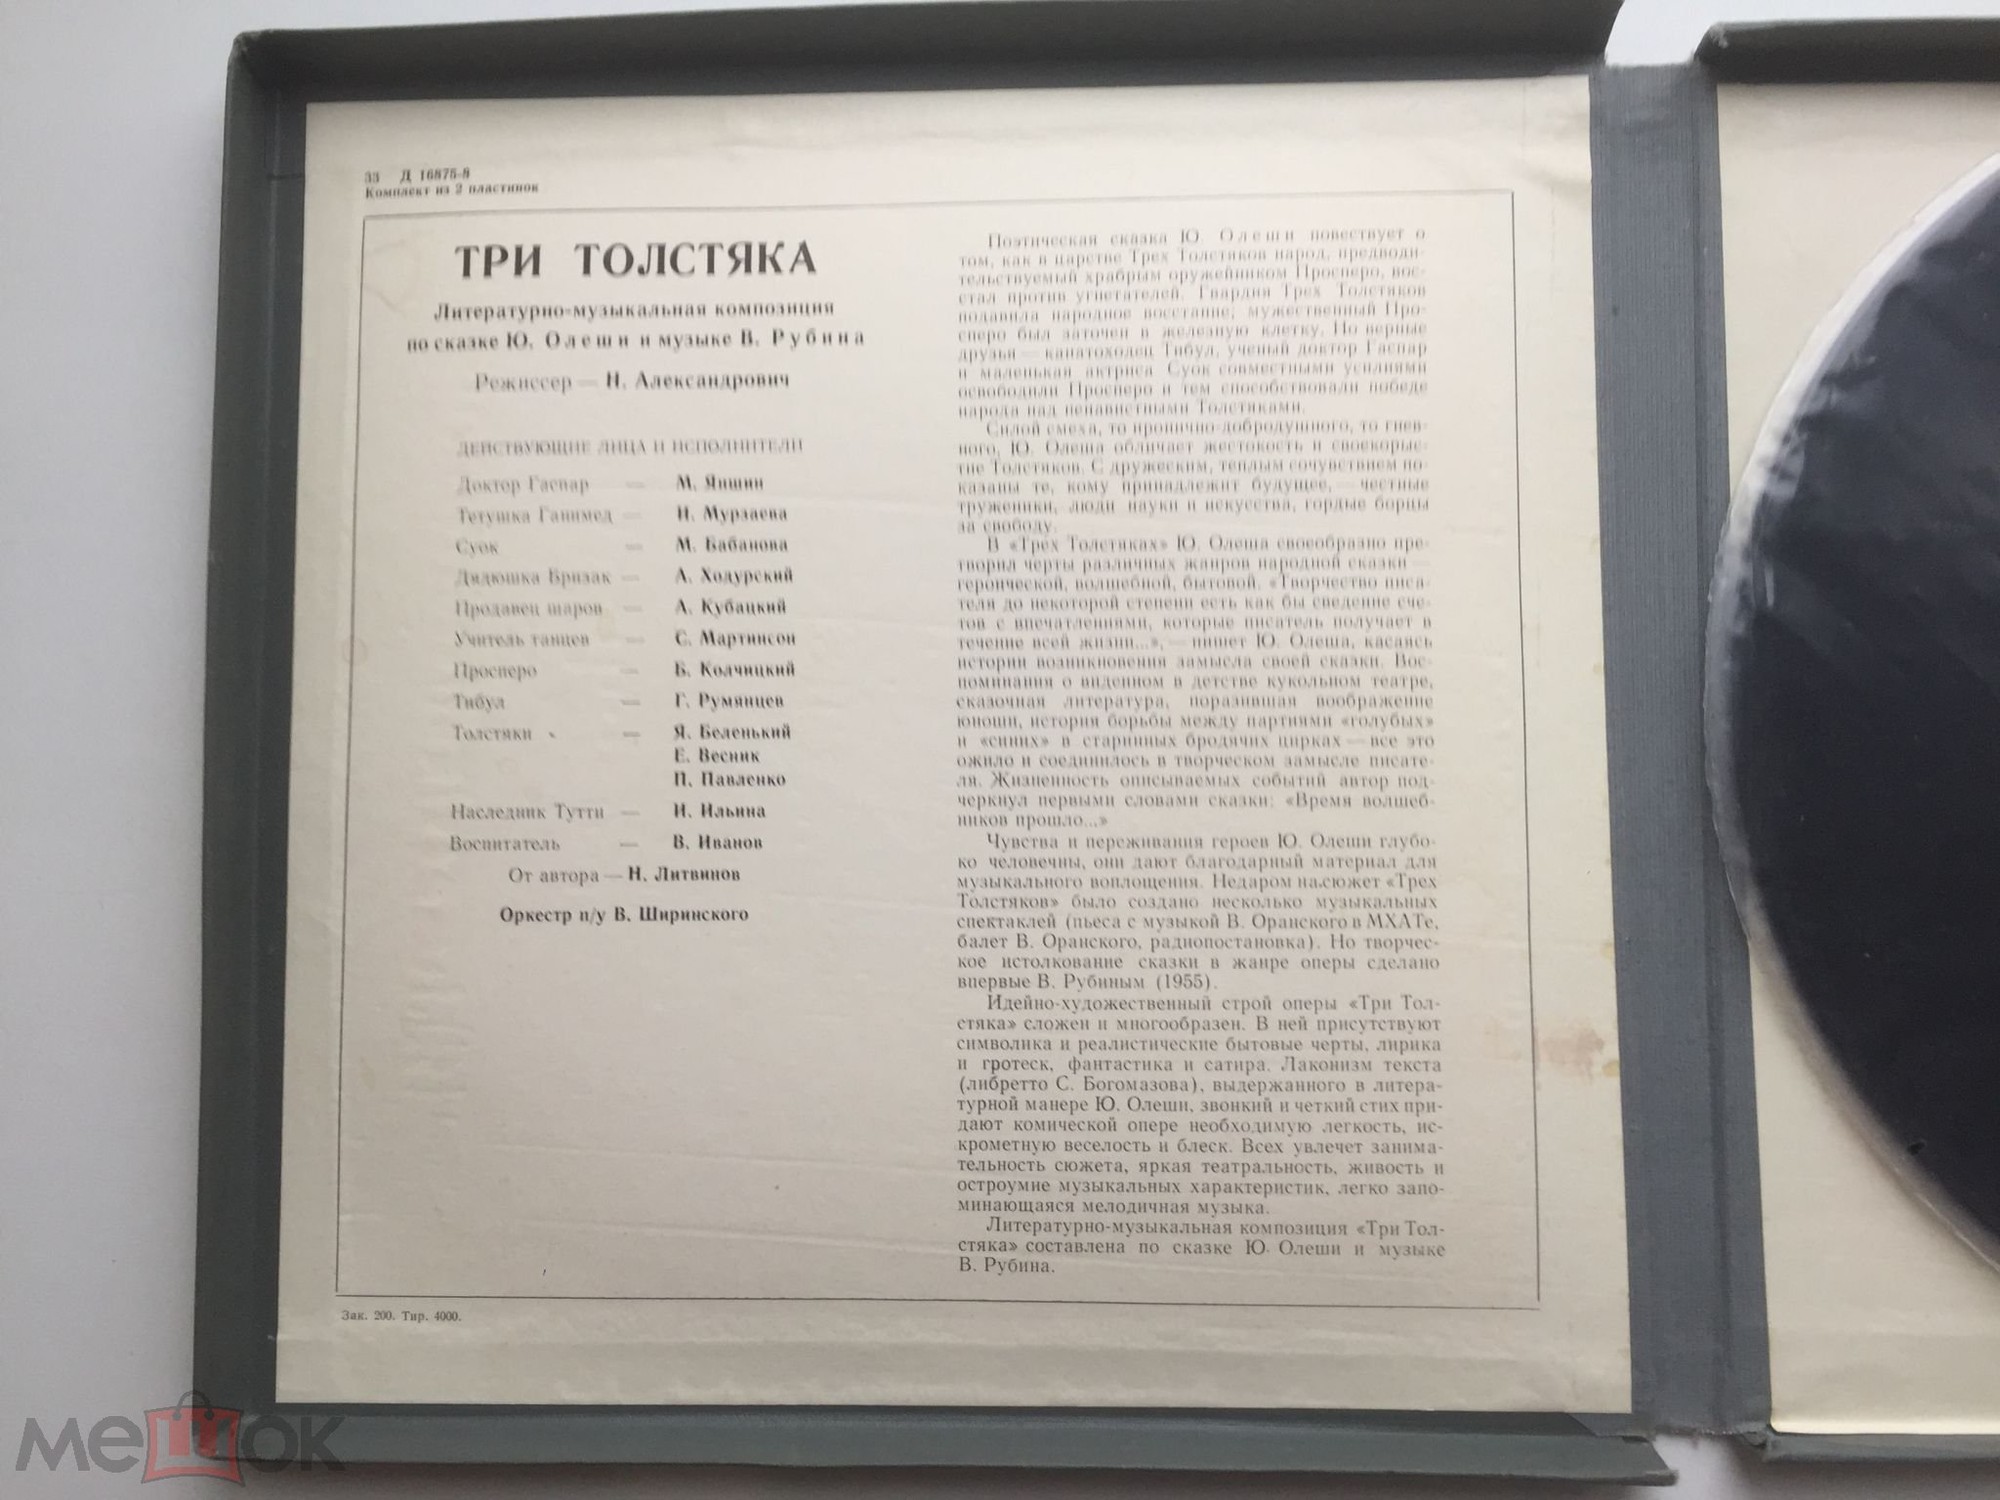 33 Д 16875-8
Комплект из 2 пластинок
ТРИ ТОЛСТЯКА
Литературно-музыкальная композиция
по сказке Ю. Олеши и музыке В. Рубина
Режиссер — Н. Александрович
ДЕЙСТВУЮЩИЕ ЛИЦА И ИСПОЛНИТЕЛИ
Доктор Гаспар — М. Яншин
Тетушка Ганимед — Н. Мурзаева
Суок — М. Бабанова
Дядюшка Бризак — А. Ходурский
Продавец шаров — А. Кубацкий
Учитель танцев — С. Мартинсон
Просперо — Б. Колчицкий
Тибул — Г. Румянцев
Толстяки — Я. Беленький
Е. Весник
П. Павленко
Наследник Тутти — И. Ильина
Воспитатель — В. Иванов
От автора — Н. Литвинов
Оркестр п/у В. Ширинского
Поэтическая сказка Ю. Олеши повествует о
том, как в царстве Трех Толстяков народ, предводи-
тельствуемый храбрым оружейником Просперо, вос-
стал против угнетателей. Гвардия Трех Толстяков
подавила народное восстание; мужественный Про-
сперо был заточен в железную клетку. Но верные
друзья — канатоходец Тибул, ученый доктор Гаспар
и маленькая актриса Суок совместными усилиями
освободили Просперо и тем способствовали победе
народа над ненавистными Толстяками.
Силой смеха, то иронично-добродушного, то гнев-
ного, Ю. Олеша обличает жестокость и своекорыс-
тие Толстяков. С дружеским, теплым сочувствием по-
казаны те, кому принадлежит будущее, — честные
труженики, люди науки и искусства, гордые борцы
за свободу.
В «Трех Толстяках» Ю. Олеша своеобразно пре-
творил черты различных жанров народной сказки —
героической, волшебной, бытовой. «Творчество писа-
теля до некоторой степени есть как бы сведение сче-
тов с впечатлениями, которые писатель получает в
течение всей жизни...», — пишет Ю. Олеша, касаясь
истории возникновения замысла своей сказки. Вос-
поминания о виденном в детстве кукольном театре,
сказочная литература, поразившая воображение
юноши, история борьбы между партиями «голубых»
и «синих» в старинных бродячих цирках — все это
ожило и соединилось в творческом замысле писате-
ля. Жизненность описываемых событий автор под-
черкнул первыми словами сказки: «Время волшеб-
ников прошло...»
Чувства и переживания героев Ю. Олеши глубо-
ко человечны, они дают благодарный материал для
музыкального воплощения. Недаром на сюжет «Трех
Толстяков» было создано несколько музыкальных
спектаклей (пьеса с музыкой В. Оранского в МХАТе,
балет В. Оранского, радиопостановка). Но творчес-
кое истолкование сказки в жанре оперы сделано
впервые В. Рубиным (1955).
Идейно-художественный строй оперы «Три Тол-
стяка» сложен и многообразен. В ней присутствуют
символика и реалистические бытовые черты, лирика
и гротеск, фантастика и сатира. Лаконизм текста
(либретто С. Богомазова), выдержанного в литера-
турной манере Ю. Олеши, звонкий и четкий стих при-
дают комической опере необходимую легкость, ис-
крометную веселость и блеск. Всех увлечет занима-
тельность сюжета, яркая театральность, живость и
остроумие музыкальных характеристик, легко запо-
минающаяся мелодичная музыка.
Литературно-музыкальная композиция «Три Тол-
стяка» составлена по сказке Ю. Олеши и музыке
В. Рубина.
Зак. 200. Тир. 4000.
мешок